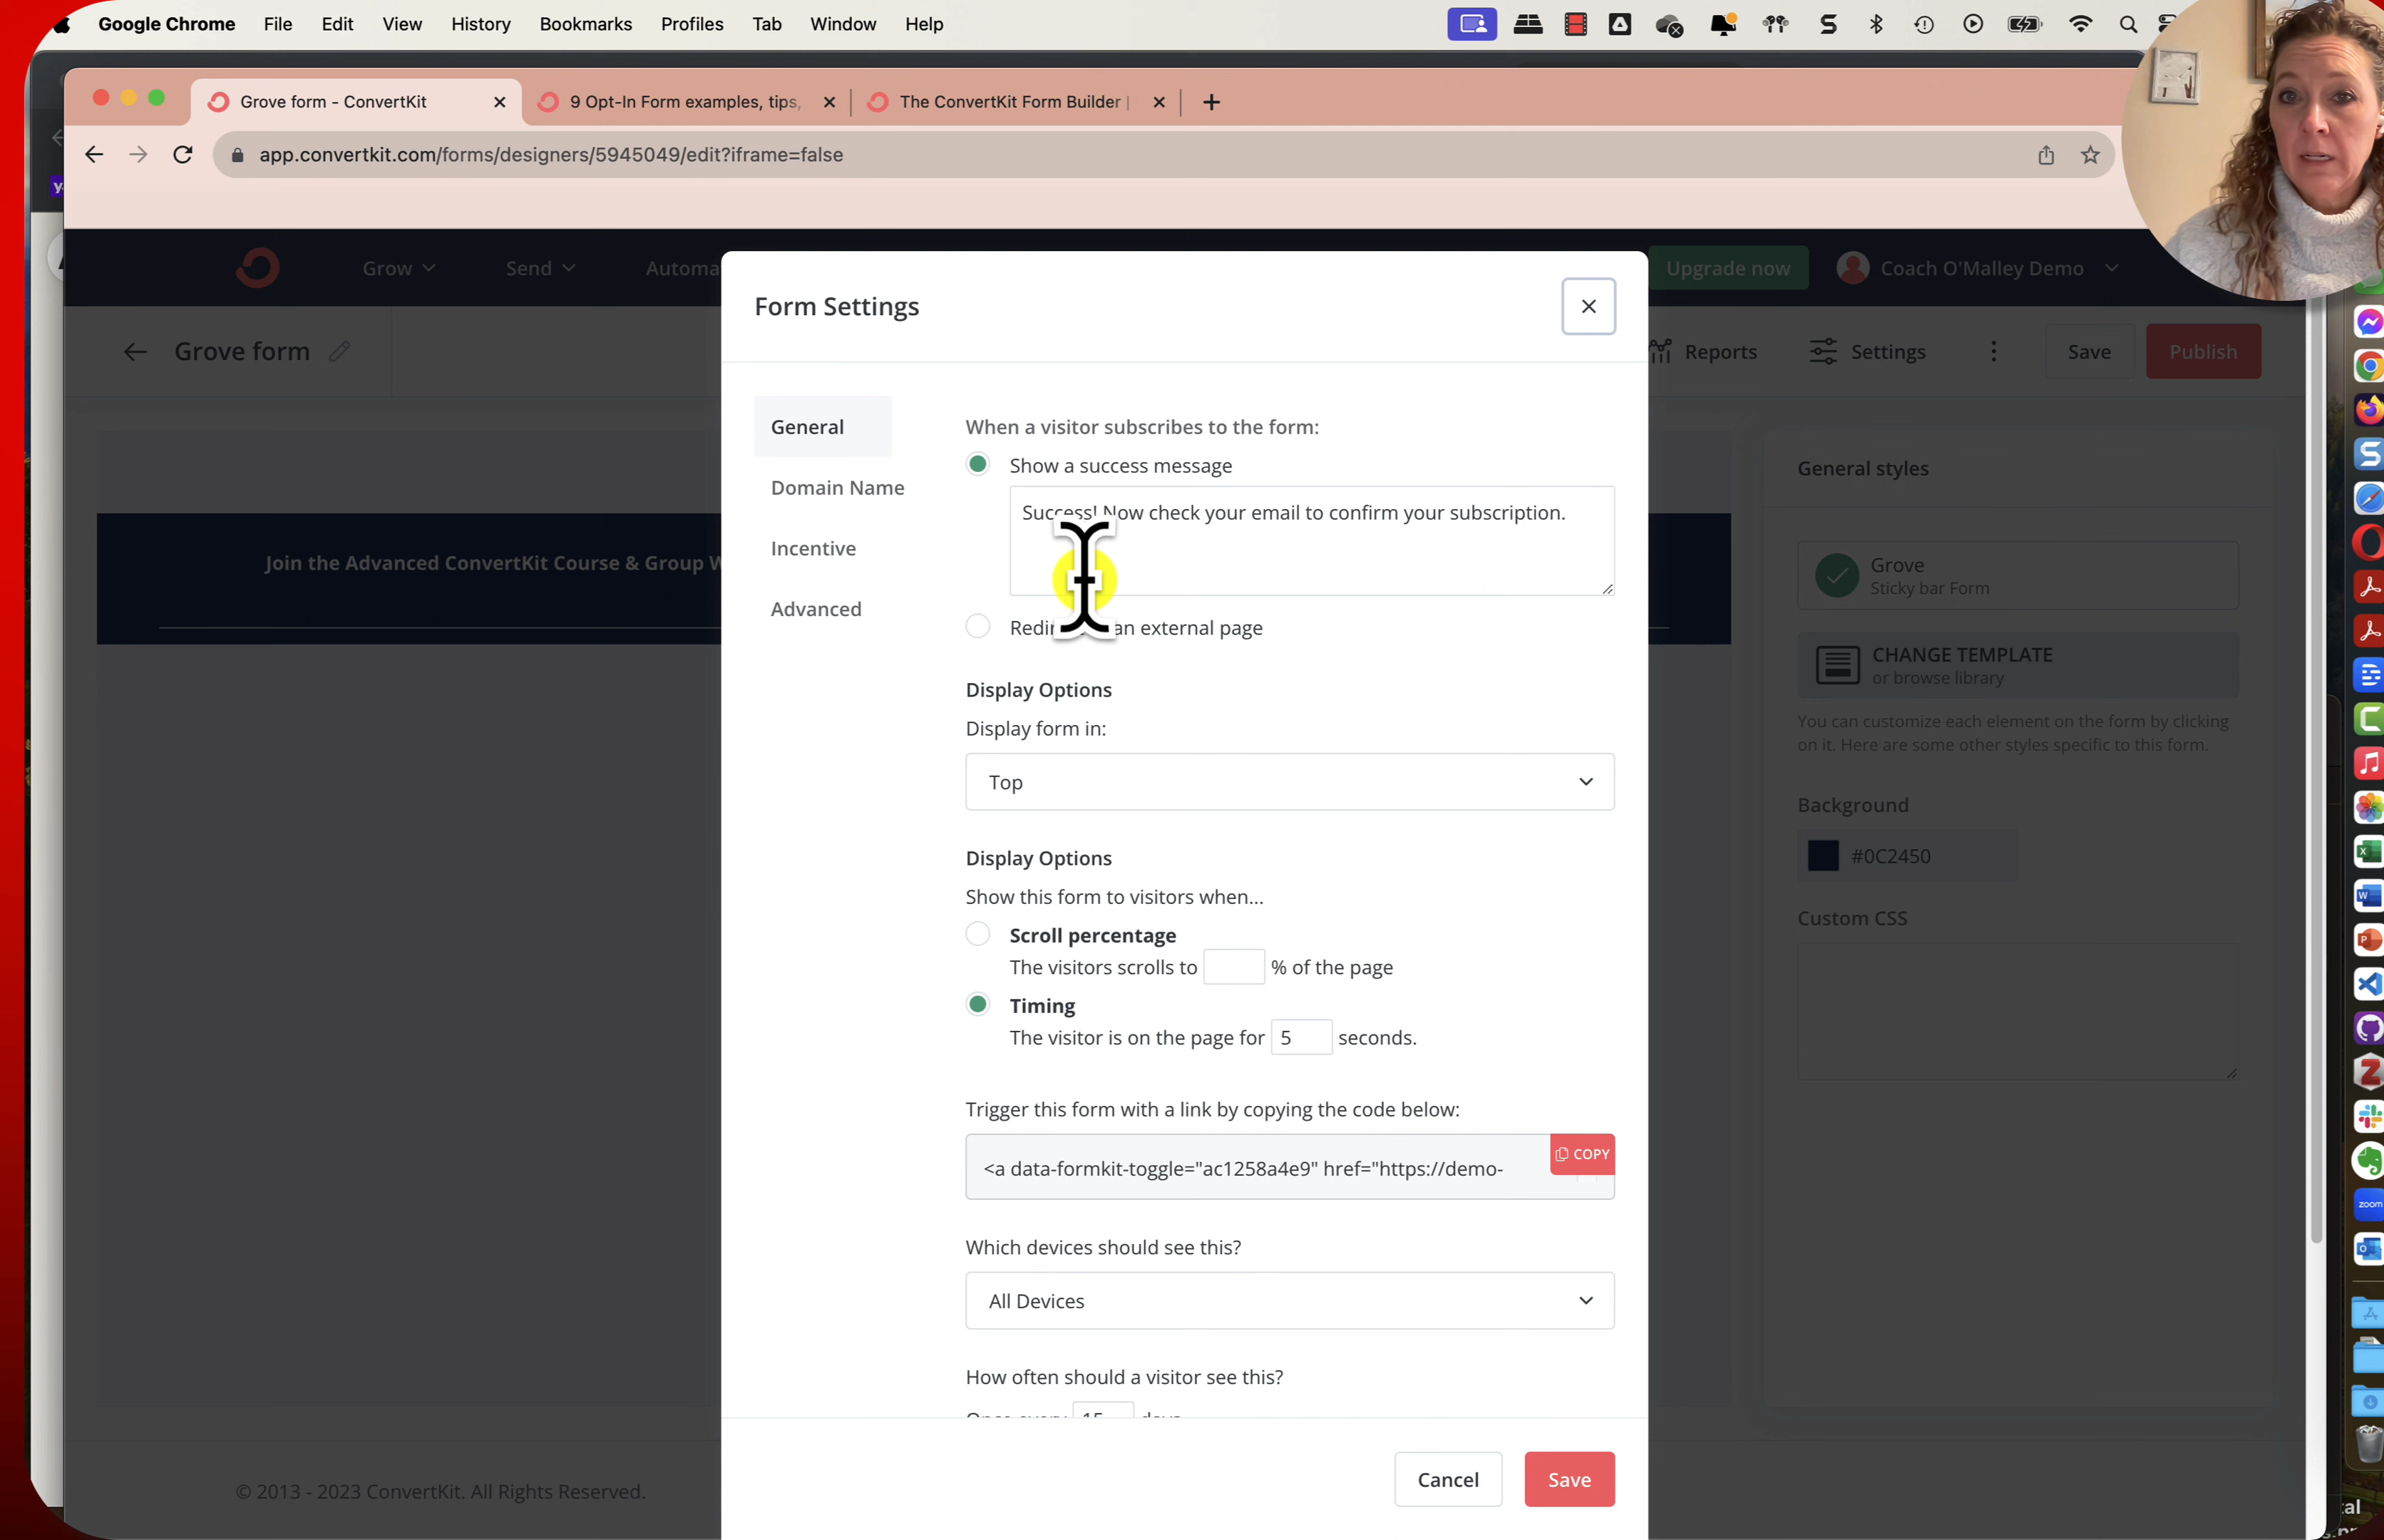 Google Chrome File Edit View History Bookmarks Profiles Tab Window Help
Grove form - ConvertKit
9 Opt-In Form examples, tips,
The ConvertKit Form Builder |
app.convertkit.com/forms/designers/5945049/edit?iframe=false
Grow Send Automa
Upgrade now Coach O'Malley Demo
Form Settings
Grove form
Reports Settings Save Publish
General
Domain Name
Incentive
Advanced
When a visitor subscribes to the form:
Show a success message
Success! Now check your email to confirm your subscription.
an external page
Join the Advanced ConvertKit Course & Group W
Display Options
Display form in:
Top
Display Options
Show this form to visitors when...
Scroll percentage
The visitors scrolls to % of the page
Timing
The visitor is on the page for 5 seconds.
Trigger this form with a link by copying the code below:
<a data-formkit-toggle="ac1258a4e9" href="https://demo-
COPY
Which devices should see this?
All Devices
How often should a visitor see this?
Once every 15 days
Cancel Save
General styles
Grove
Sticky bar Form
CHANGE TEMPLATE
or browse library
You can customize each element on the form by clicking
on it. Here are some other styles specific to this form.
Background
#0C2450
Custom CSS
© 2013 - 2023 ConvertKit. All Rights Reserved.
zoom